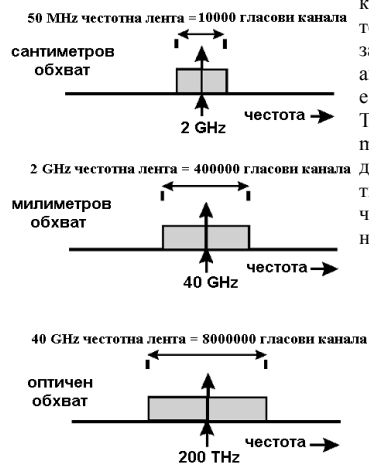 50 MHz честотна лента =10000 гласови канала
сантиметров
обхват
честота
2 GHz
2 GHz честотна лента = 400000 гласови канала
милиметров
обхват
честота
40 GHz
40 GHz честотна лента = 8000000 гласови канала
оптичен
обхват
честота
200 THz